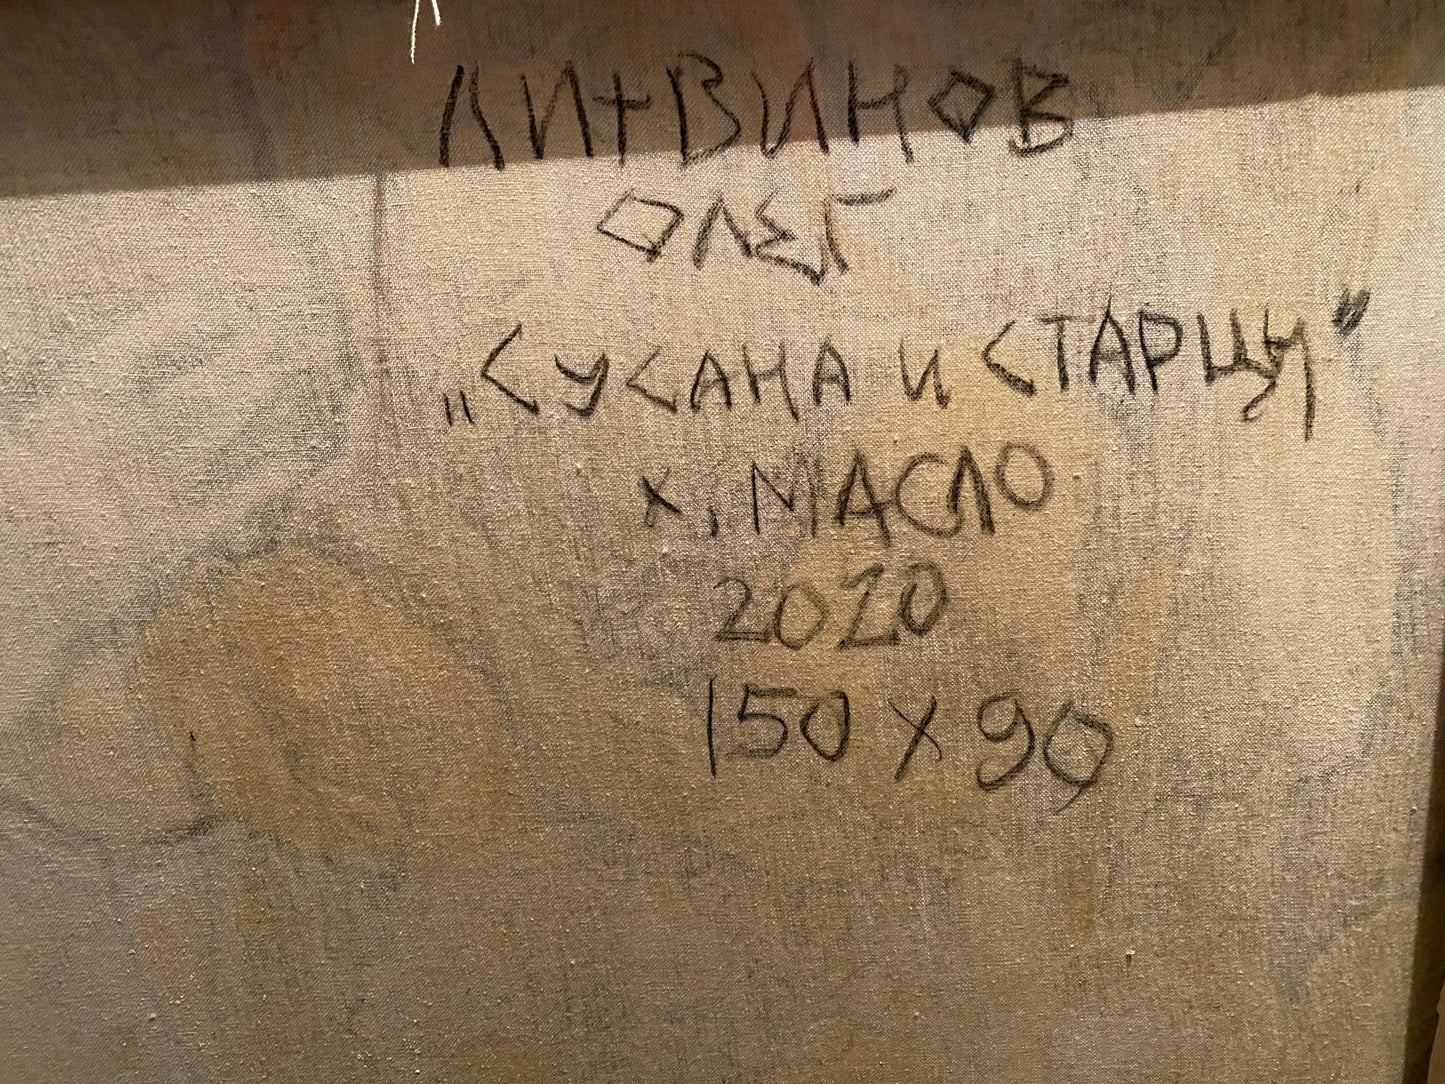 ЛИТВИНОВ
ОЛЕГ
„СУСАНА И СТАРЦЫ"
х, МАСЛО
2020
150 х 90